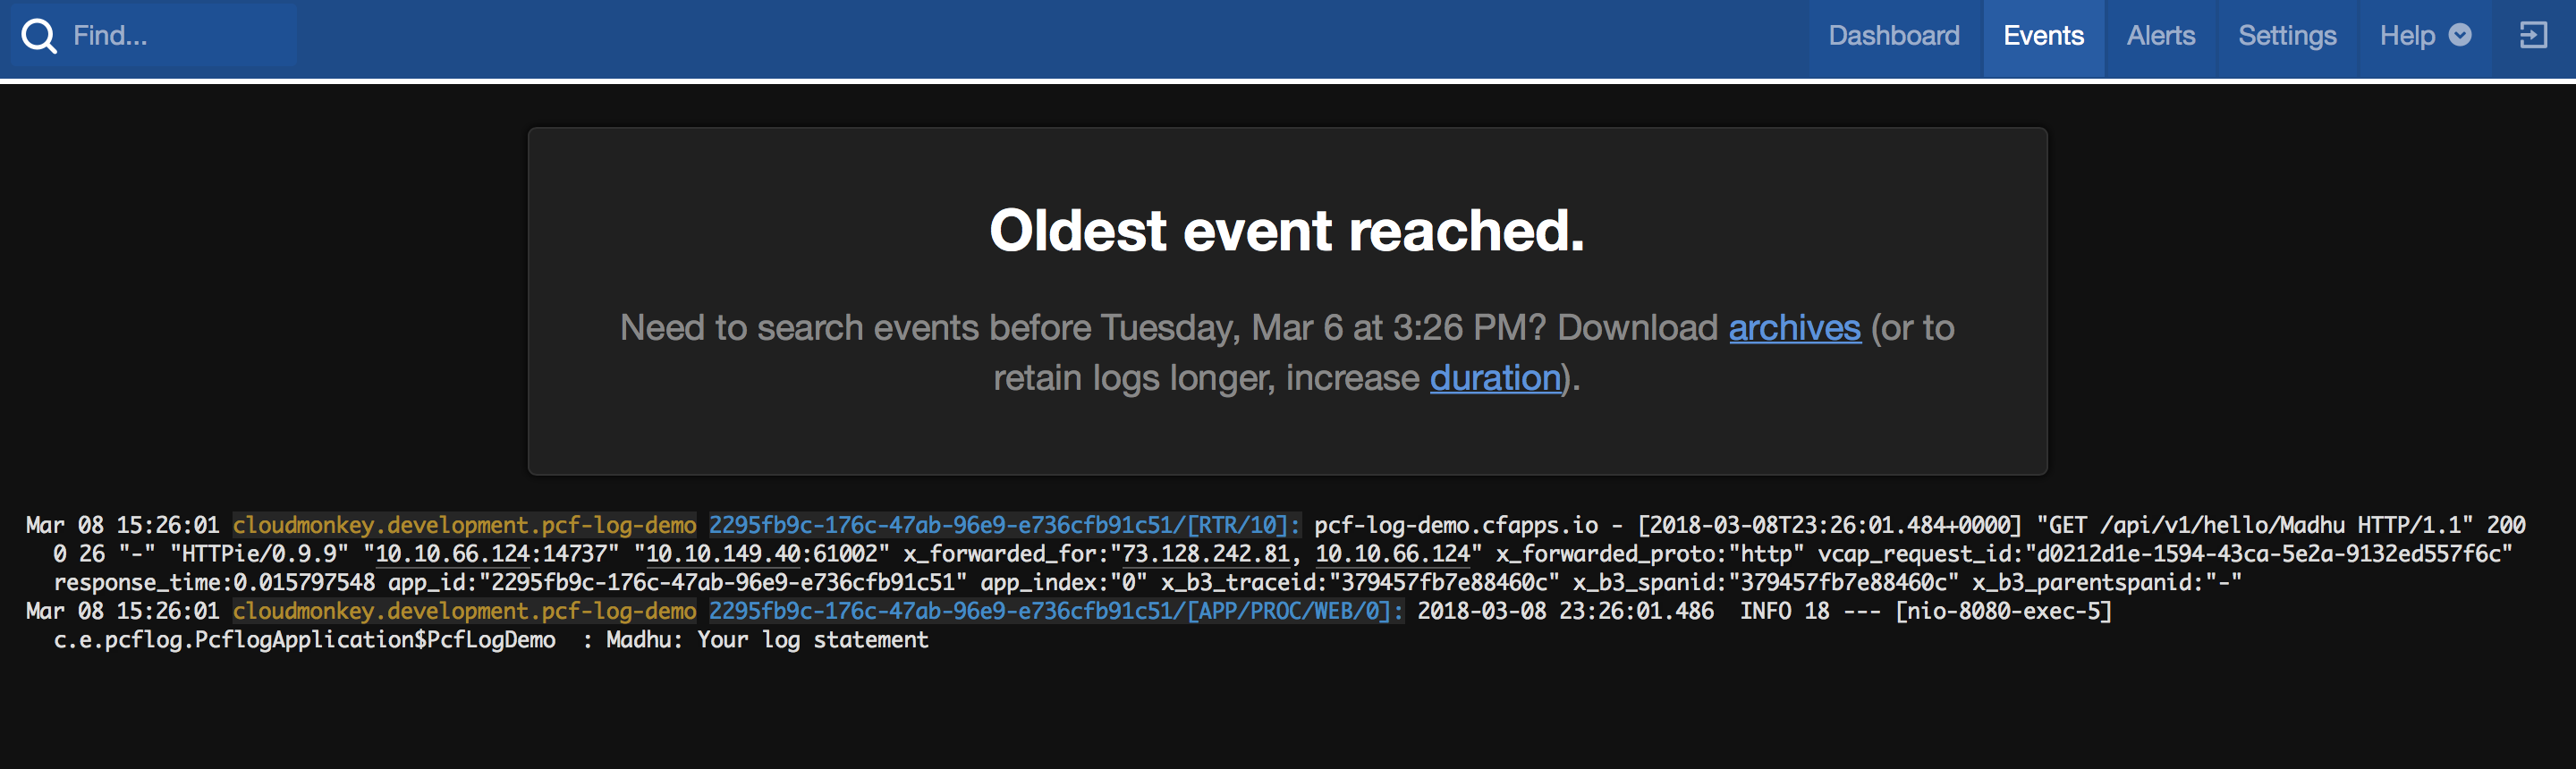 Find...
Dashboard Events Alerts Settings Help
Oldest event reached.
Need to search events before Tuesday, Mar 6 at 3:26 PM? Download archives (or to
retain logs longer, increase duration).
Mar 08 15:26:01 cloudmonkey.development.pcf-log-demo 2295fb9c-176c-47ab-96e9-e736cfb91c51/[RTR/10]: pcf-log-demo.cfapps.io - [2018-03-08T23:26:01.484+0000] "GET /api/v1/hello/Madhu HTTP/1.1" 200
0 26 "-" "HTTPie/0.9.9" "10.10.66.124:14737" "10.10.149.40:61002" x_forwarded_for:"73.128.242.81, 10.10.66.124" x_forwarded_proto:"http" vcap_request_id:"d0212d1e-1594-43ca-5e2a-9132ed557f6c"
response_time:0.015797548 app_id:"2295fb9c-176c-47ab-96e9-e736cfb91c51" app_index:"0" x_b3_traceid:"379457fb7e88460c" x_b3_spanid:"379457fb7e88460c" x_b3_parentspanid:"-"
Mar 08 15:26:01 cloudmonkey.development.pcf-log-demo 2295fb9c-176c-47ab-96e9-e736cfb91c51/[APP/PROC/WEB/0]: 2018-03-08 23:26:01.486  INFO 18 --- [nio-8080-exec-5]
c.e.pcflog.PcflogApplication$PcfLogDemo  : Madhu: Your log statement